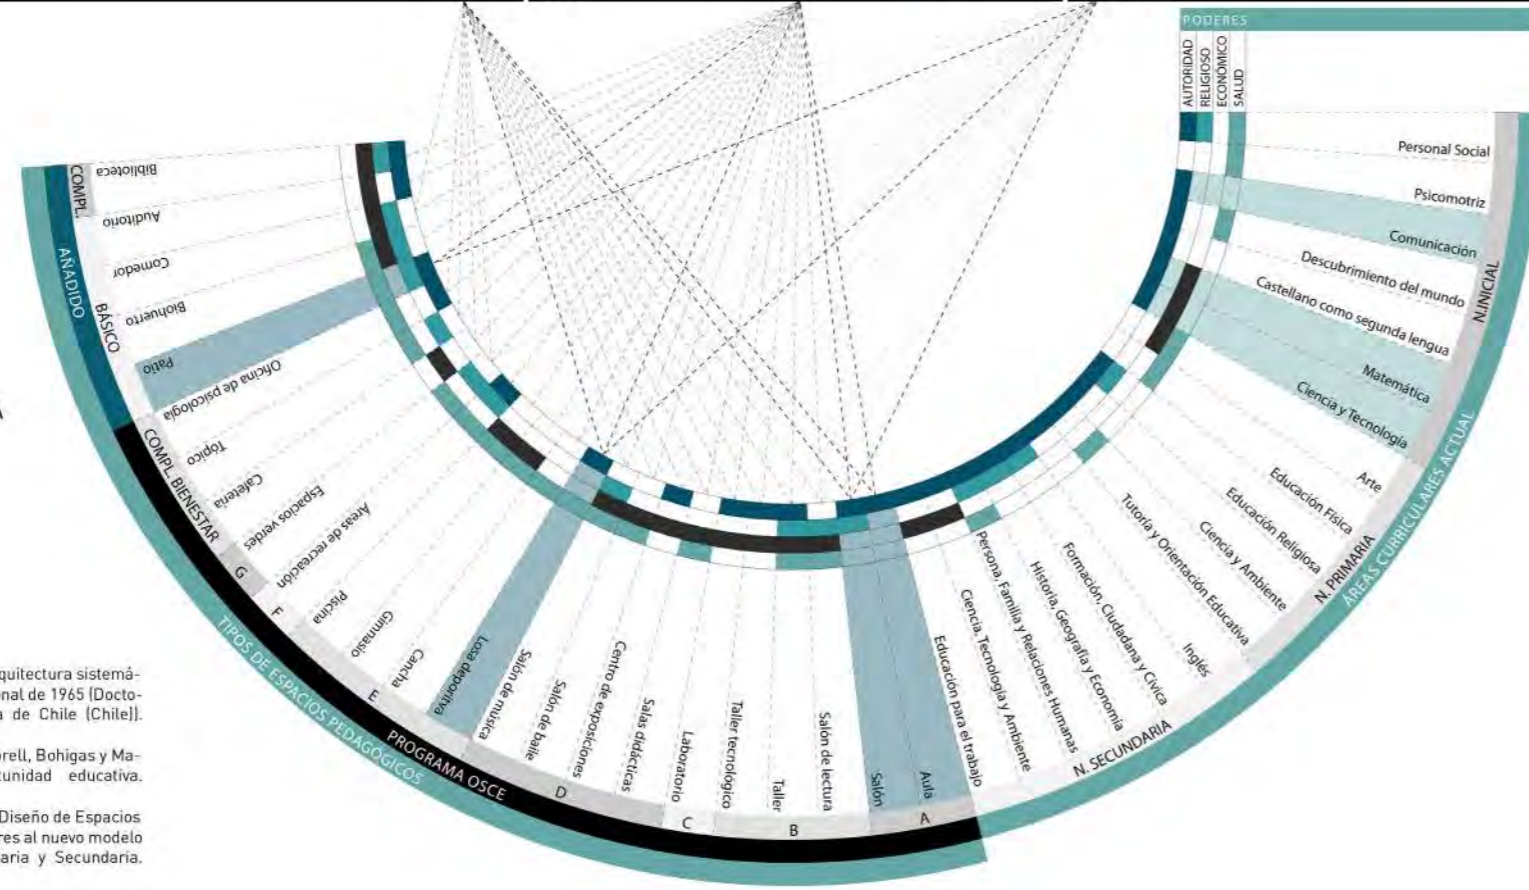 PODERES
AUTORIDAD
RELIGIOSO
ECONÓMICO
SALUD
Personal Social
Psicomotriz
Comunicación
Descubrimiento del mundo
Castellano como segunda lengua
Matemática
Ciencia y Tecnología
N.INICIAL
Arte
Educación Física
Educación Religiosa
Ciencia y Ambiente
Tutoría y Orientación Educativa
N. PRIMARIA
ÁREAS CURRICULARES ACTUAL
Inglés
Formación, Ciudadana y Cívica
Historia, Geografía y Economía
Persona, Familia y Relaciones Humanas
Ciencia, Tecnología y Ambiente
Educación para el trabajo
N. SECUNDARIA
Aula
Salón
A
Salón de lectura
Taller
Taller tecnológico
B
Laboratorio
C
Salas didácticas
Centro de exposiciones
Salón de baile
Salón de música
D
Losa deporitva
Cancha
Gimnasio
E
Piscina
F
Áreas de recreación
G
Espacios verdes
Cafetería
Tópico
Oficina de psicología
COMPL. BIENESTAR
PROGRAMA OSCE
TIPOS DE ESPACIOS PEDAGÓGICOS
Patio
Biohuerto
Comedor
BÁSICO
Auditorio
Biblioteca
COMPL.
AÑADIDO
quitectura sistemá-
onal de 1965 (Docto-
a de Chile (Chile)).
orell, Bohigas y Ma-
unidad educativa.
Diseño de Espacios
res al nuevo modelo
aria y Secundaria.